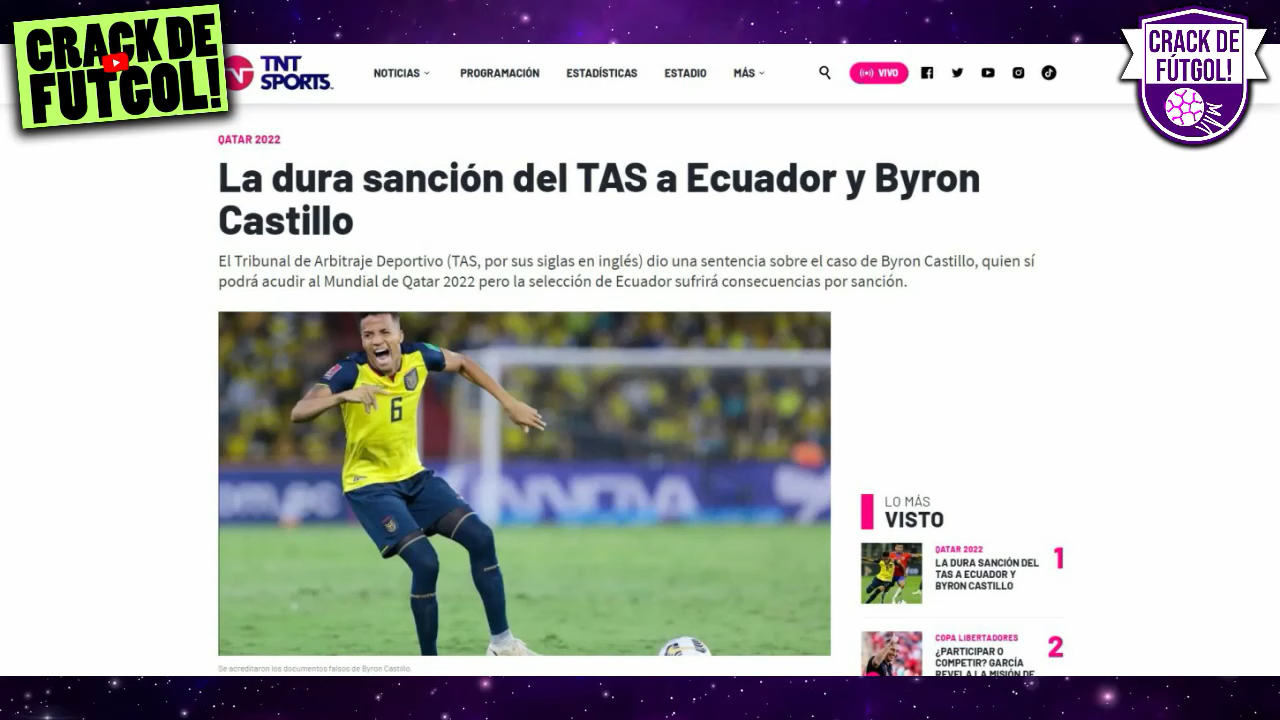 CRACK DE
FUTGOL!
TNT
SPORTS
NOTICIAS
PROGRAMACIÓN
ESTADÍSTICAS
ESTADIO
MÁS
VIVO
CRACK DE
FÚTGOL!
QATAR 2022
La dura sanción del TAS a Ecuador y Byron
Castillo
El Tribunal de Arbitraje Deportivo (TAS, por sus siglas en inglés) dio una sentencia sobre el caso de Byron Castillo, quien sí
podrá acudir al Mundial de Qatar 2022 pero la selección de Ecuador sufrirá consecuencias por sanción.
6
LO MÁS
VISTO
QATAR 2022
1
LA DURA SANCIÓN DEL
TAS A ECUADOR Y
BYRON CASTILLO
COPA LIBERTADORES
2
¿PARTICIPAR O
COMPETIR? GARCÍA
REVELA LA MISIÓN DE
Se acreditaron los documentos falsos de Byron Castillo.